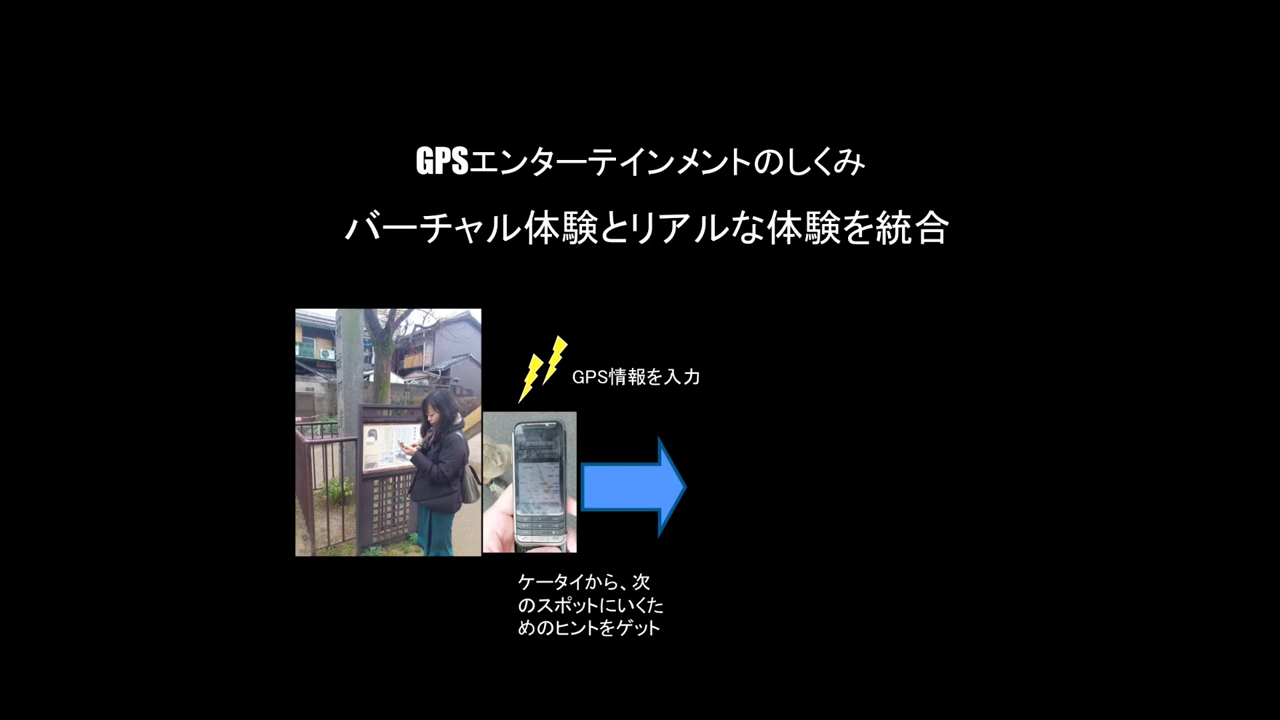 GPSエンターテインメントのしくみ
バーチャル体験とリアルな体験を統合
GPS情報を入力
ケータイから、次
のスポットにいくた
めのヒントをゲット